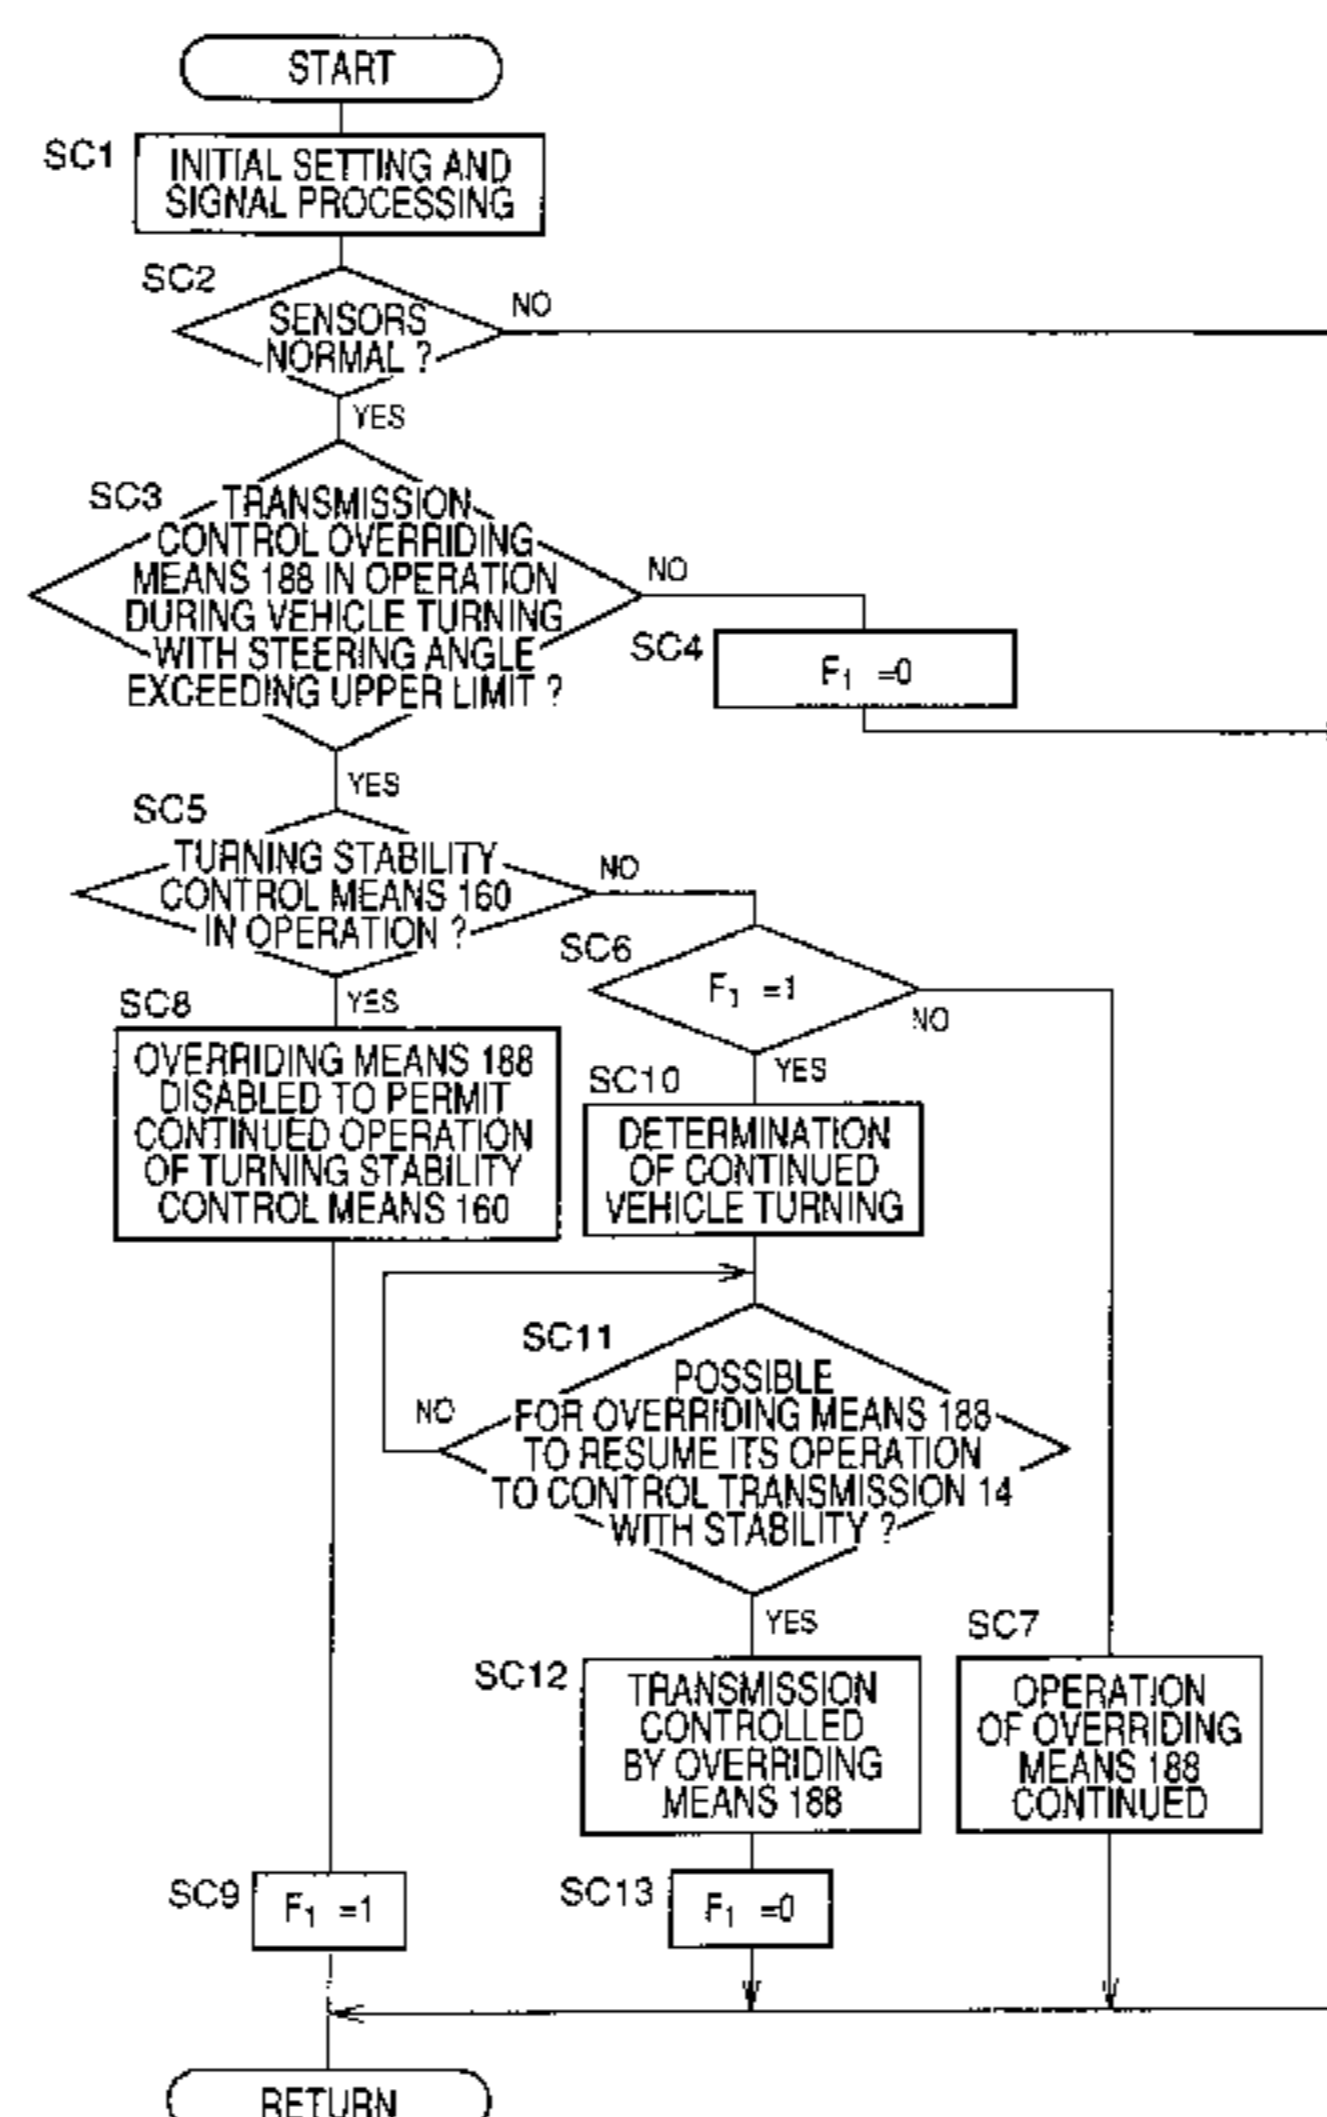 START
SC1
INITIAL SETTING AND
SIGNAL PROCESSING
SC2
SENSORS
NORMAL ?
NO
YES
SC3
TRANSMISSION
CONTROL OVERRIDING
MEANS 188 IN OPERATION
DURING VEHICLE TURNING
WITH STEERING ANGLE
EXCEEDING UPPER LIMIT ?
NO
SC4
F1 =0
YES
SC5
TURNING STABILITY
CONTROL MEANS 160
IN OPERATION ?
NO
SC6
F1 =1
NO
YES
SC8
YES
OVERRIDING MEANS 188
DISABLED TO PERMIT
CONTINUED OPERATION
OF TURNING STABILITY
CONTROL MEANS 160
SC10
DETERMINATION
OF CONTINUED
VEHICLE TURNING
SC11
POSSIBLE
FOR OVERRIDING MEANS 188
TO RESUME ITS OPERATION
TO CONTROL TRANSMISSION 14
WITH STABILITY ?
NO
YES
SC12
TRANSMISSION
CONTROLLED
BY OVERRIDING
MEANS 188
SC7
OPERATION
OF OVERRIDING
MEANS 188
CONTINUED
SC9
F1 =1
SC13
F1 =0
RETURN